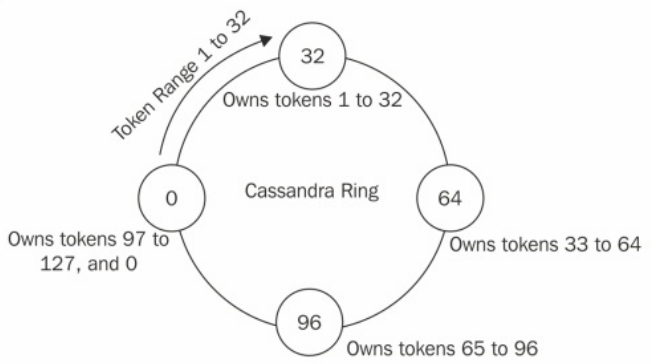 Token Range 1 to 32
32
Owns tokens 1 to 32
Cassandra Ring
0
64
Owns tokens 97 to
127, and 0
Owns tokens 33 to 64
96
Owns tokens 65 to 96